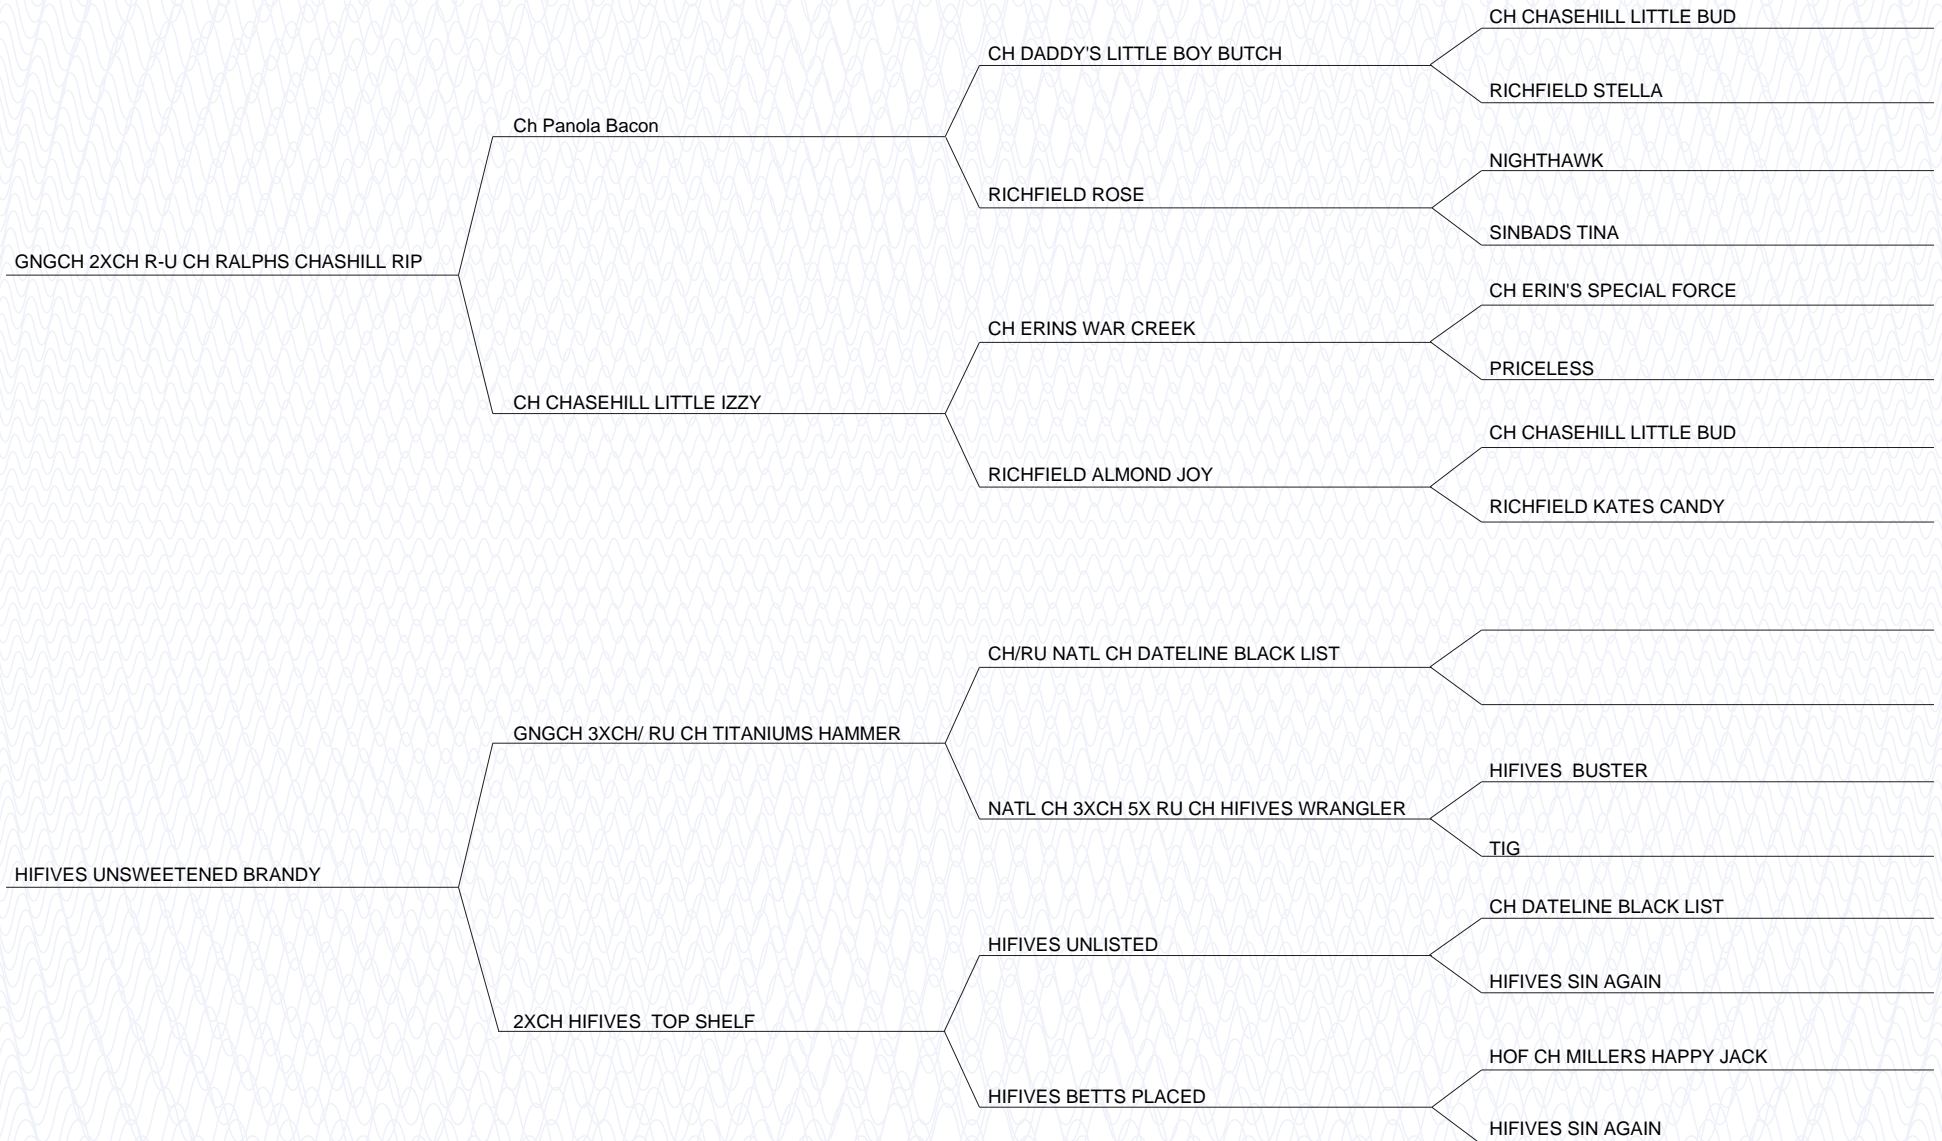 CH CHASEHILL LITTLE BUD
CH DADDY'S LITTLE BOY BUTCH
RICHFIELD STELLA
Ch Panola Bacon
NIGHTHAWK
RICHFIELD ROSE
SINBADS TINA
GNGCH 2XCH R-U CH RALPHS CHASHILL RIP
CH ERIN'S SPECIAL FORCE
CH ERINS WAR CREEK
PRICELESS
CH CHASEHILL LITTLE IZZY
CH CHASEHILL LITTLE BUD
RICHFIELD ALMOND JOY
RICHFIELD KATES CANDY
CH/RU NATL CH DATELINE BLACK LIST
GNGCH 3XCH/ RU CH TITANIUMS HAMMER
HIFIVES  BUSTER
NATL CH 3XCH 5X RU CH HIFIVES WRANGLER
TIG
HIFIVES UNSWEETENED BRANDY
CH DATELINE BLACK LIST
HIFIVES UNLISTED
HIFIVES SIN AGAIN
2XCH HIFIVES  TOP SHELF
HOF CH MILLERS HAPPY JACK
HIFIVES BETTS PLACED
HIFIVES SIN AGAIN